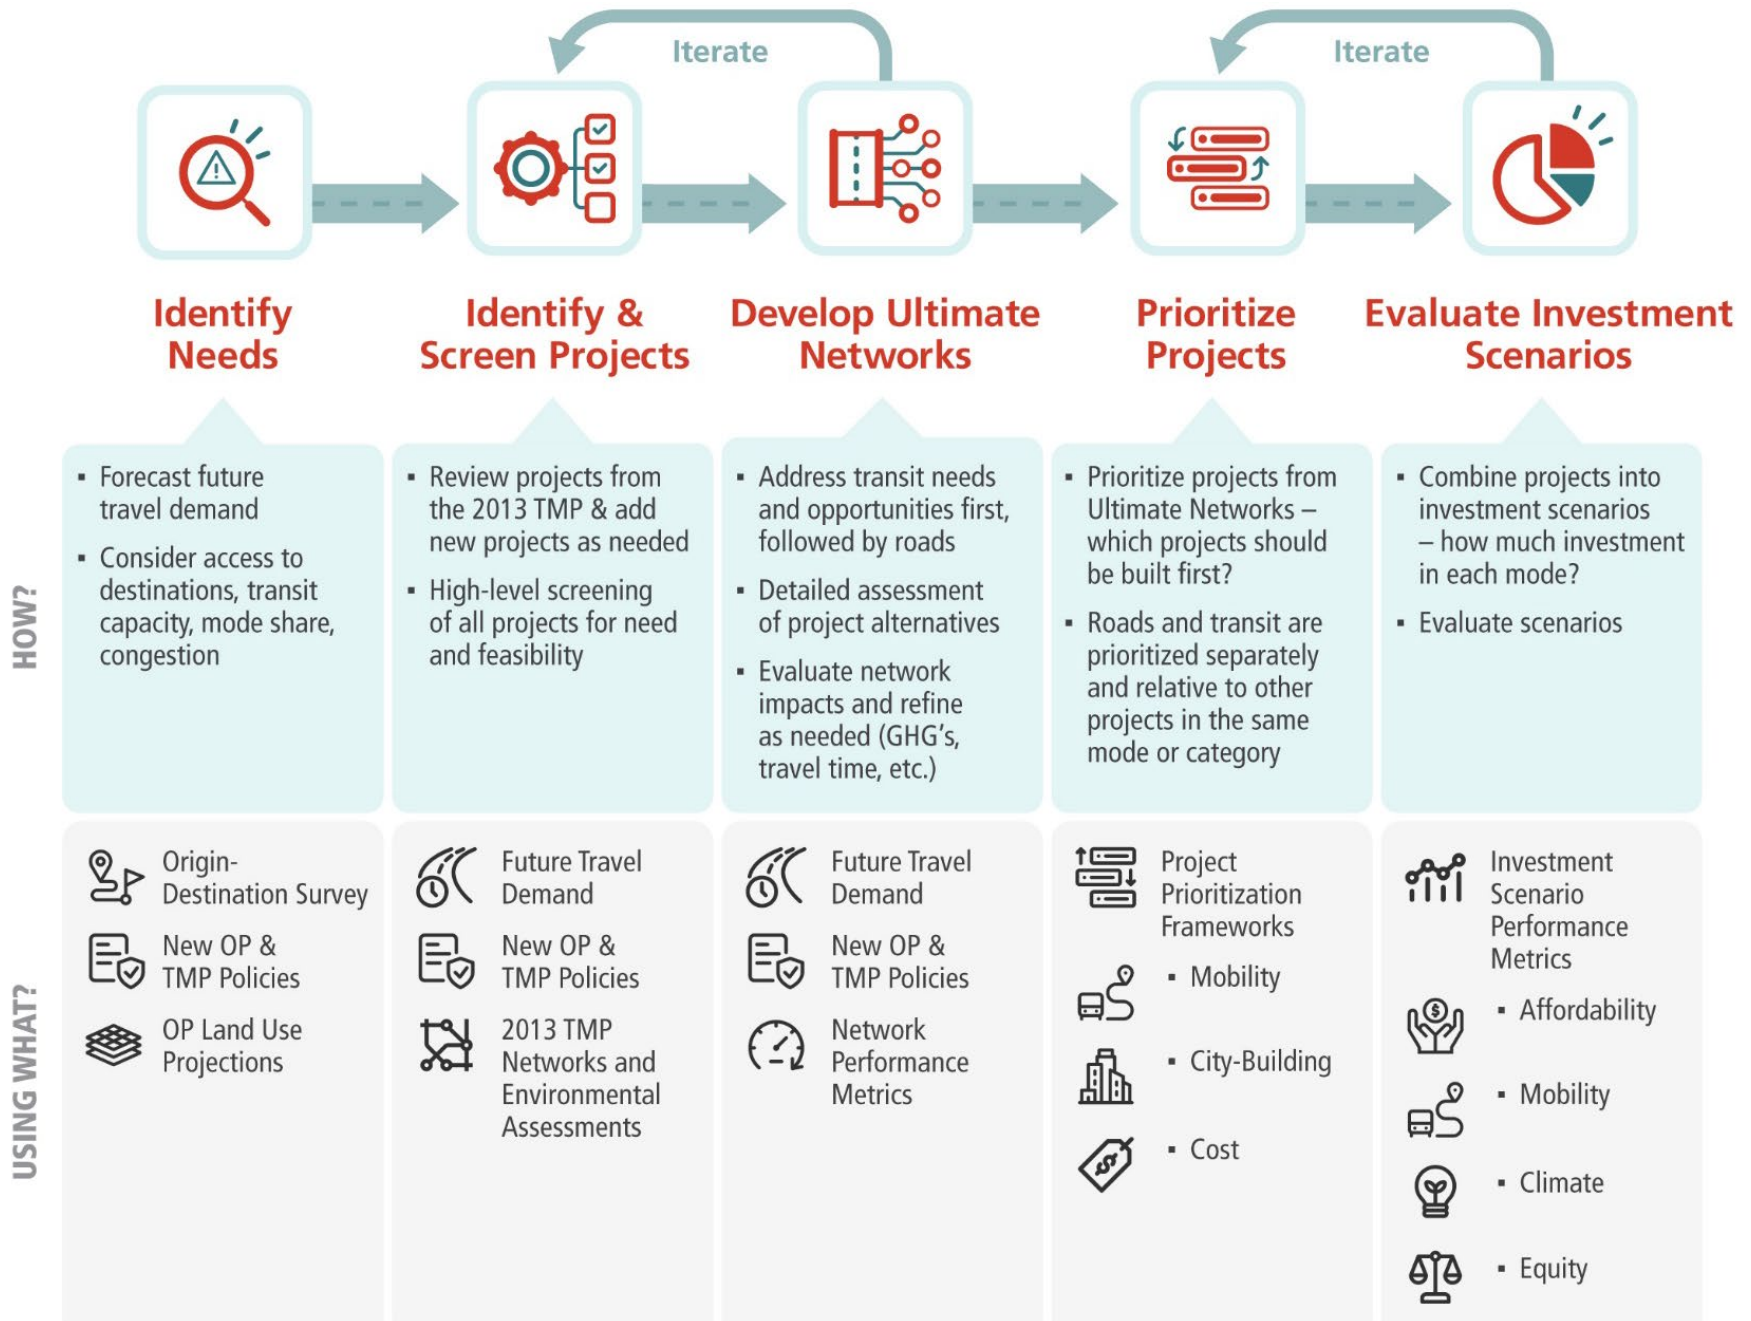 Iterate
Iterate
Identify
Needs
Identify &
Screen Projects
Develop Ultimate
Networks
Prioritize
Projects
Evaluate Investment
Scenarios
HOW?
▪ Forecast future
travel demand
▪ Consider access to
destinations, transit
capacity, mode share,
congestion
▪ Review projects from
the 2013 TMP & add
new projects as needed
▪ High-level screening
of all projects for need
and feasibility
▪ Address transit needs
and opportunities first,
followed by roads
▪ Detailed assessment
of project alternatives
▪ Evaluate network
impacts and refine
as needed (GHG's,
travel time, etc.)
▪ Prioritize projects from
Ultimate Networks –
which projects should
be built first?
▪ Roads and transit are
prioritized separately
and relative to other
projects in the same
mode or category
▪ Combine projects into
investment scenarios
– how much investment
in each mode?
▪ Evaluate scenarios
USING WHAT?
Origin-
Destination Survey
New OP &
TMP Policies
OP Land Use
Projections
Future Travel
Demand
New OP &
TMP Policies
2013 TMP
Networks and
Environmental
Assessments
Future Travel
Demand
New OP &
TMP Policies
Network
Performance
Metrics
Project
Prioritization
Frameworks
▪ Mobility
▪ City-Building
▪ Cost
Investment
Scenario
Performance
Metrics
▪ Affordability
▪ Mobility
▪ Climate
▪ Equity